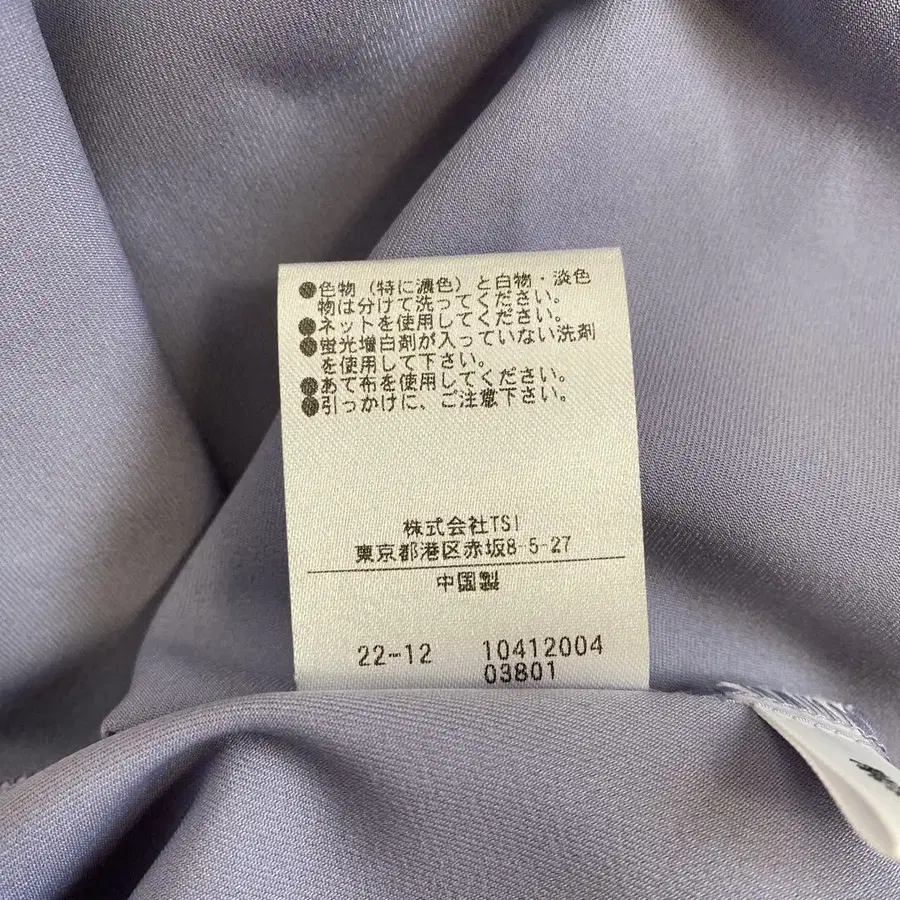 ●色物（特に濃色）と白物・淡色
物は分けて洗ってください。
●ネットを使用してください。
●蛍光増白剤が入っていない洗剤
を使用して下さい。
●あて布を使用してください。
●引っかけに、ご注意下さい。
株式会社TSI
東京都港区赤坂8-5-27
中国製
22-12 10412004
03801